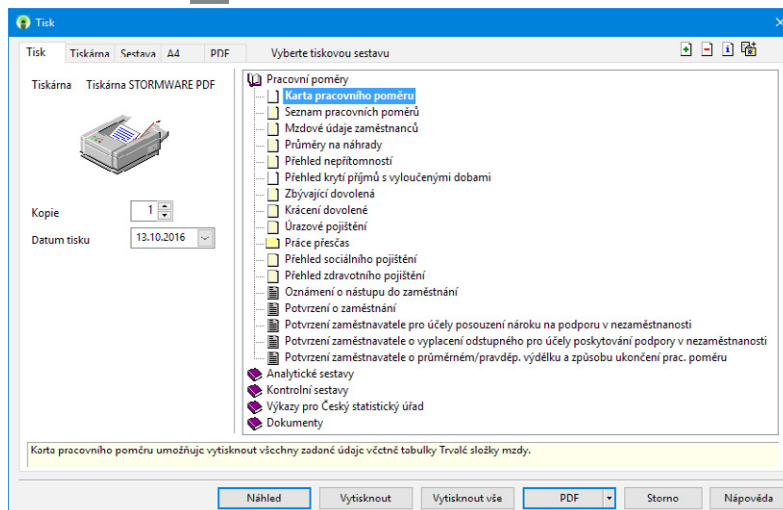 Tisk
Tisk Tiskárna Sestava A4 PDF Vyberte tiskovou sestavu
Tiskárna Tiskárna STORMWARE PDF
Kopie 1
Datum tisku 13.10.2016
Pracovní poměry
Karta pracovního poměru
Seznam pracovních poměrů
Mzdové údaje zaměstnanců
Průměry na náhrady
Přehled nepřítomností
Přehled krytí příjmů s vyloučenými dobami
Zbývající dovolená
Krácení dovolené
Úrazové pojištění
Práce přesčas
Přehled sociálního pojištění
Přehled zdravotního pojištění
Oznámení o nástupu do zaměstnání
Potvrzení o zaměstnání
Potvrzení zaměstnavatele pro účely posouzení nároku na podporu v nezaměstnanosti
Potvrzení zaměstnavatele o vyplacení odstupného pro účely poskytování podpory v nezaměstnanosti
Potvrzení zaměstnavatele o průměrném/pravděp. výdělku a způsobu ukončení prac. poměru
Analytické sestavy
Kontrolní sestavy
Výkazy pro Český statistický úřad
Dokumenty
Karta pracovního poměru umožňuje vytisknout všechny zadané údaje včetně tabulky Trvalé složky mzdy.
Náhled Vytisknout Vytisknout vše PDF Storno Nápověda